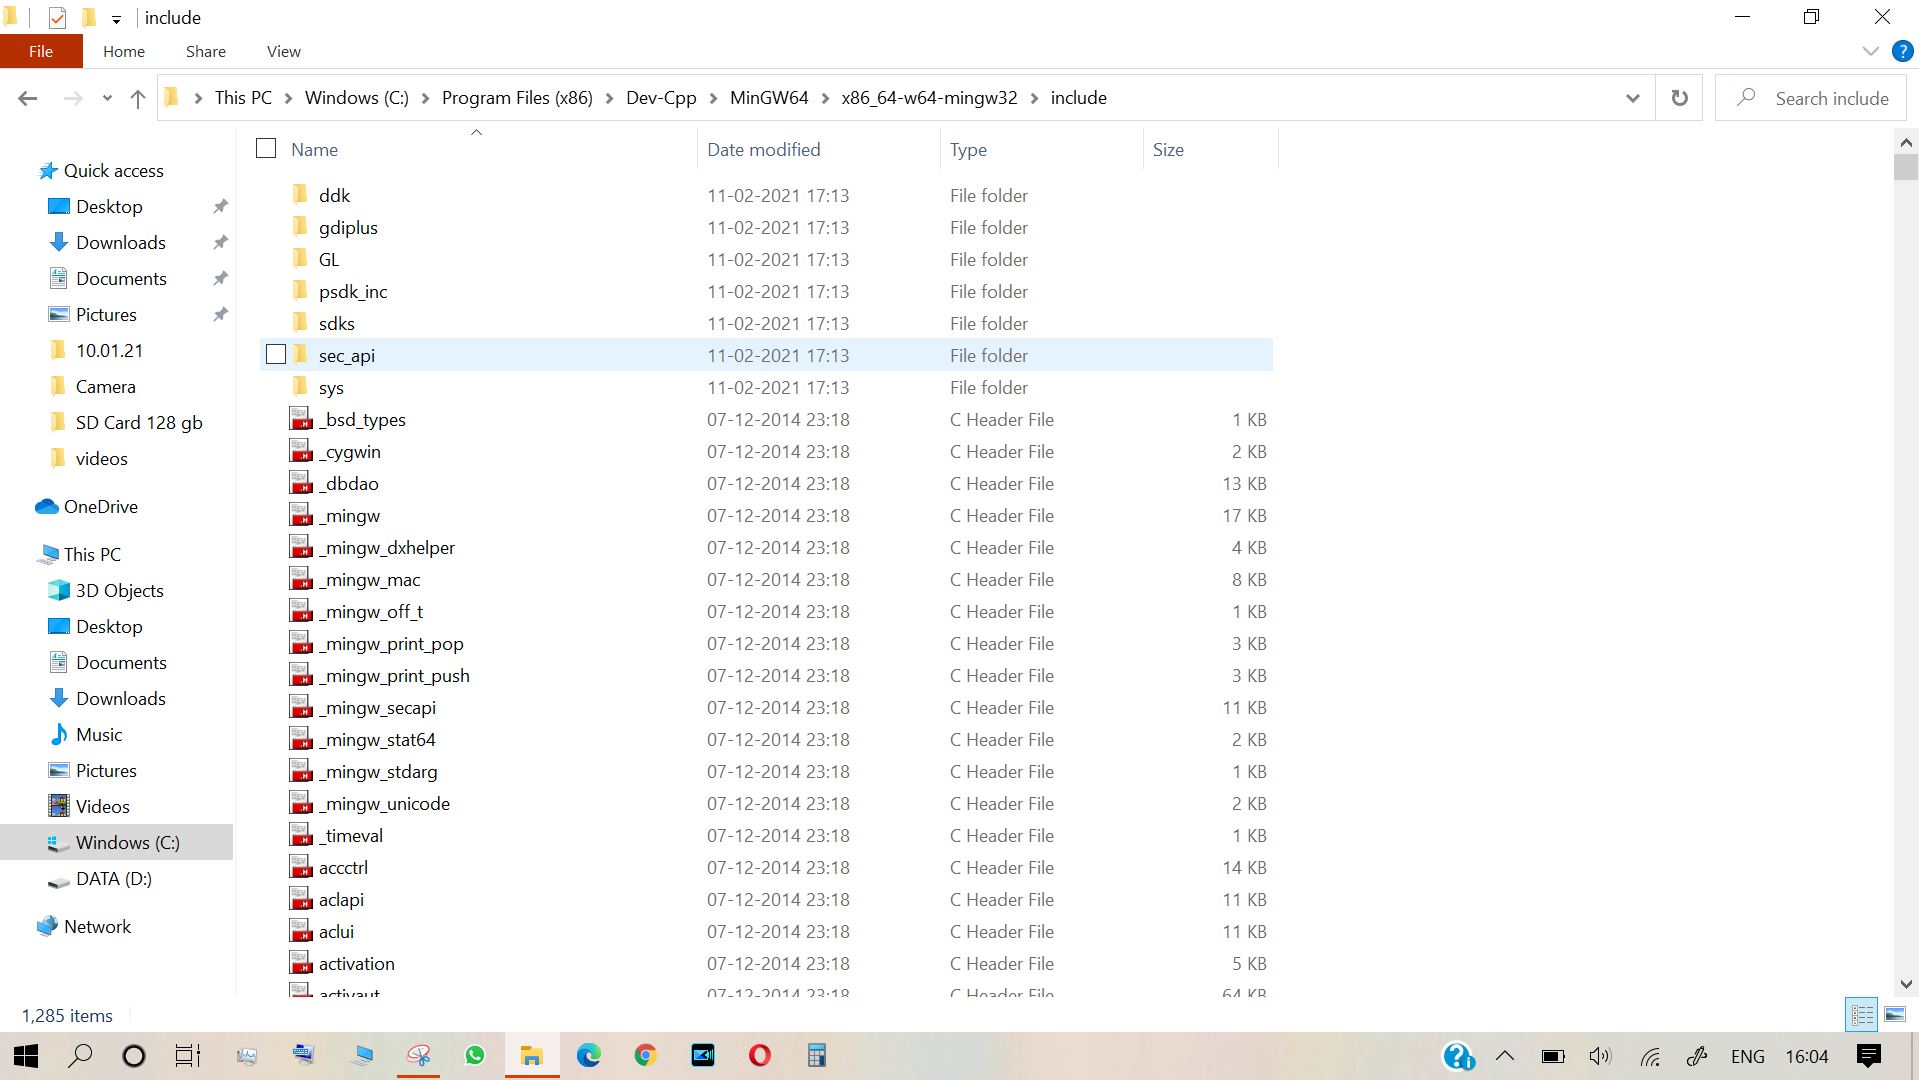 include
File Home Share View
This PC Windows (C:) Program Files (x86) Dev-Cpp MinGW64 x86_64-w64-mingw32 include Search include
Name Date modified Type Size
Quick access
Desktop
Downloads
Documents
Pictures
10.01.21
Camera
SD Card 128 gb
videos
OneDrive
This PC
3D Objects
Desktop
Documents
Downloads
Music
Pictures
Videos
Windows (C:)
DATA (D:)
Network
ddk 11-02-2021 17:13 File folder
gdiplus 11-02-2021 17:13 File folder
GL 11-02-2021 17:13 File folder
psdk_inc 11-02-2021 17:13 File folder
sdks 11-02-2021 17:13 File folder
sec_api 11-02-2021 17:13 File folder
sys 11-02-2021 17:13 File folder
_bsd_types 07-12-2014 23:18 C Header File 1 KB
_cygwin 07-12-2014 23:18 C Header File 2 KB
_dbdao 07-12-2014 23:18 C Header File 13 KB
_mingw 07-12-2014 23:18 C Header File 17 KB
_mingw_dxhelper 07-12-2014 23:18 C Header File 4 KB
_mingw_mac 07-12-2014 23:18 C Header File 8 KB
_mingw_off_t 07-12-2014 23:18 C Header File 1 KB
_mingw_print_pop 07-12-2014 23:18 C Header File 3 KB
_mingw_print_push 07-12-2014 23:18 C Header File 3 KB
_mingw_secapi 07-12-2014 23:18 C Header File 11 KB
_mingw_stat64 07-12-2014 23:18 C Header File 2 KB
_mingw_stdarg 07-12-2014 23:18 C Header File 1 KB
_mingw_unicode 07-12-2014 23:18 C Header File 2 KB
_timeval 07-12-2014 23:18 C Header File 1 KB
accctrl 07-12-2014 23:18 C Header File 14 KB
aclapi 07-12-2014 23:18 C Header File 11 KB
aclui 07-12-2014 23:18 C Header File 11 KB
activation 07-12-2014 23:18 C Header File 5 KB
activaut 07-12-2014 23:18 C Header File 64 KB
1,285 items
ENG 16:04